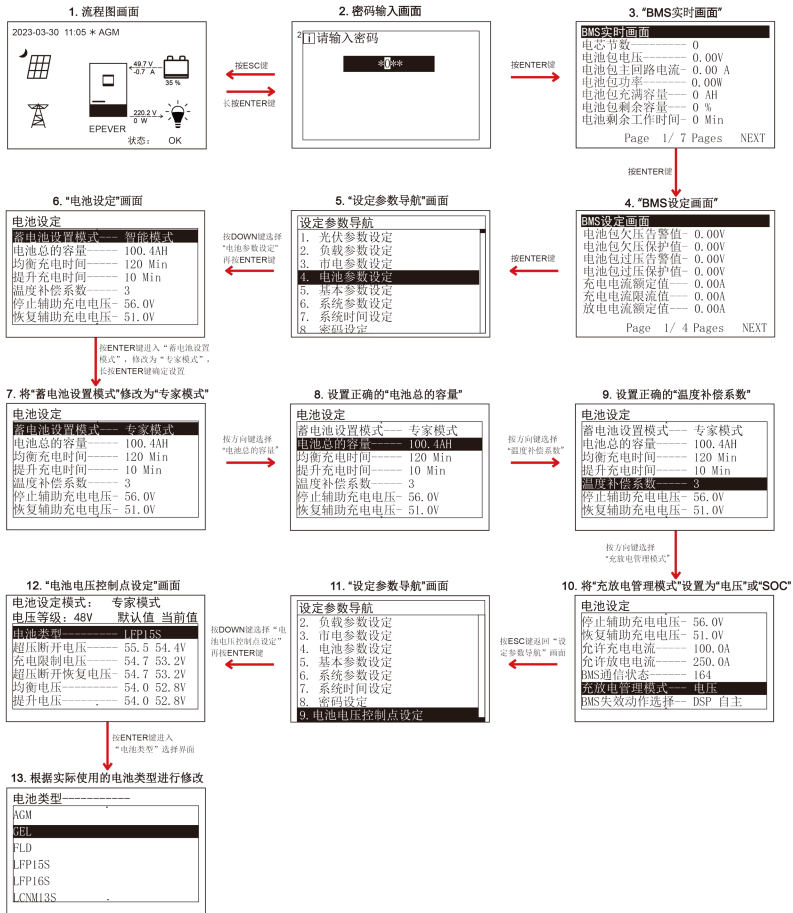 1. 流程图画面
2023-03-30 11:05 ✳ AGM
49.7 V
-0.7 A
35 %
220.2 V
0 W
EPEVER
状态： OK
按ESC键
长按ENTER键
2. 密码输入画面
2
i 请输入密码
*0**
按ENTER键
3. “BMS实时画面”
BMS实时画面
电芯节数--------- 0
电池包电压------- 0.00V
电池包主回路电流- 0.00 A
电池包功率------- 0.00W
电池包充满容量--- 0 AH
电池包剩余容量--- 0 %
电池剩余工作时间- 0 Min
Page 1/ 7 Pages NEXT
按ENTER键
4. “BMS设定画面”
BMS设定画面
电池包欠压告警值- 0.00V
电池包欠压保护值- 0.00V
电池包过压告警值- 0.00V
电池包过压保护值- 0.00V
充电电流额定值--- 0.00A
充电电流限流值--- 0.00A
放电电流额定值--- 0.00A
Page 1/ 4 Pages NEXT
按ENTER键
5. “设定参数导航”画面
设定参数导航
1. 光伏参数设定
2. 负载参数设定
3. 市电参数设定
4. 电池参数设定
5. 基本参数设定
6. 系统参数设定
7. 系统时间设定
8. 密码设定
按DOWN键选择
“电池参数设定”
再按ENTER键
6. “电池设定”画面
电池设定
蓄电池设置模式--- 智能模式
电池总的容量----- 100.4AH
均衡充电时间----- 120 Min
提升充电时间----- 10 Min
温度补偿系数----- 3
停止辅助充电电压- 56.0V
恢复辅助充电电压- 51.0V
按ENTER键进入 “蓄电池设置
模式”，修改为 “专家模式”，
长按ENTER键确定设置
7. 将“蓄电池设置模式”修改为“专家模式”
电池设定
蓄电池设置模式--- 专家模式
电池总的容量----- 100.4AH
均衡充电时间----- 120 Min
提升充电时间----- 10 Min
温度补偿系数----- 3
停止辅助充电电压- 56.0V
恢复辅助充电电压- 51.0V
按方向键选择
“电池总的容量”
8. 设置正确的“电池总的容量”
电池设定
蓄电池设置模式--- 专家模式
电池总的容量----- 100.4AH
均衡充电时间----- 120 Min
提升充电时间----- 10 Min
温度补偿系数----- 3
停止辅助充电电压- 56.0V
恢复辅助充电电压- 51.0V
按方向键选择
“温度补偿系数”
9. 设置正确的“温度补偿系数”
电池设定
蓄电池设置模式--- 专家模式
电池总的容量----- 100.4AH
均衡充电时间----- 120 Min
提升充电时间----- 10 Min
温度补偿系数----- 3
停止辅助充电电压- 56.0V
恢复辅助充电电压- 51.0V
按方向键选择
“充放电管理模式”
10. 将“充放电管理模式”设置为“电压”或“SOC”
电池设定
停止辅助充电电压- 56.0V
恢复辅助充电电压- 51.0V
允许充电电流----- 100.0A
允许放电电流----- 250.0A
BMS通信状态------ 164
充放电管理模式--- 电压
BMS失效动作选择-- DSP 自主
按ESC键返回 “设
定参数导航” 画面
11. “设定参数导航”画面
设定参数导航
2. 负载参数设定
3. 市电参数设定
4. 电池参数设定
5. 基本参数设定
6. 系统参数设定
7. 系统时间设定
8. 密码设定
9. 电池电压控制点设定
按DOWN键选择 “电
池电压控制点设定”
再按ENTER键
12. “电池电压控制点设定”画面
电池设定模式： 专家模式
电压等级：48V 默认值 当前值
电池类型--------- LFP15S
超压断开电压----- 55.5 54.4V
充电限制电压----- 54.7 53.2V
超压断开恢复电压- 54.7 53.2V
均衡电压--------- 54.0 52.8V
提升电压--------- 54.0 52.8V
按ENTER键进入
“电池类型” 选择界面
13. 根据实际使用的电池类型进行修改
电池类型-----------
AGM
GEL
FLD
LFP15S
LFP16S
LCNM13S